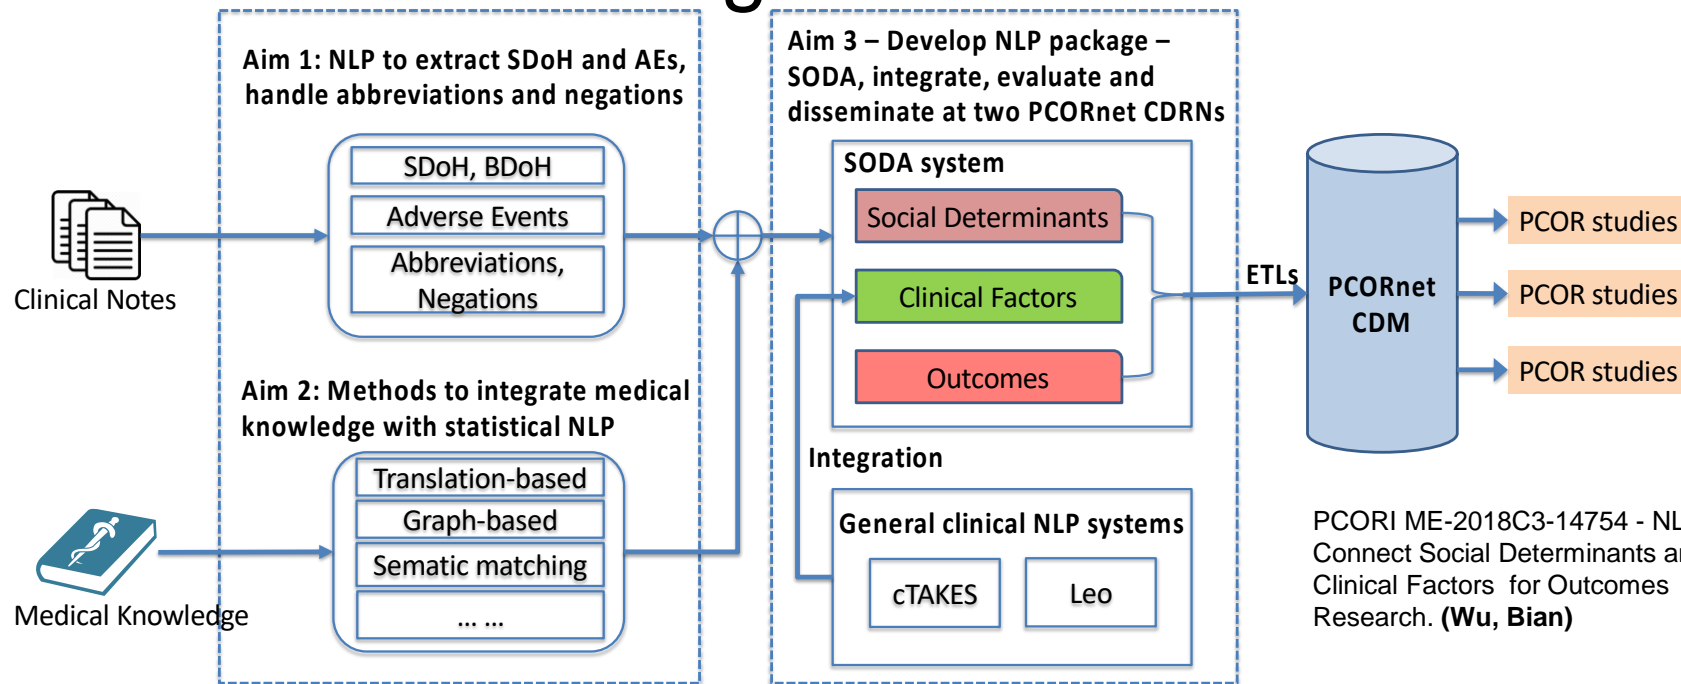 g
Aim 1: NLP to extract SDoH and AEs,
handle abbreviations and negations
SDoH, BDoH
Adverse Events
Abbreviations,
Negations
Clinical Notes
Aim 2: Methods to integrate medical
knowledge with statistical NLP
Translation-based
Graph-based
Sematic matching
... ...
Medical Knowledge
Aim 3 – Develop NLP package –
SODA, integrate, evaluate and
disseminate at two PCORnet CDRNs
SODA system
Social Determinants
Clinical Factors
Outcomes
Integration
General clinical NLP systems
cTAKES
Leo
ETLs
PCORnet
CDM
PCOR studies
PCOR studies
PCOR studies
PCORI ME-2018C3-14754 - NL
Connect Social Determinants a
Clinical Factors for Outcomes
Research. (Wu, Bian)